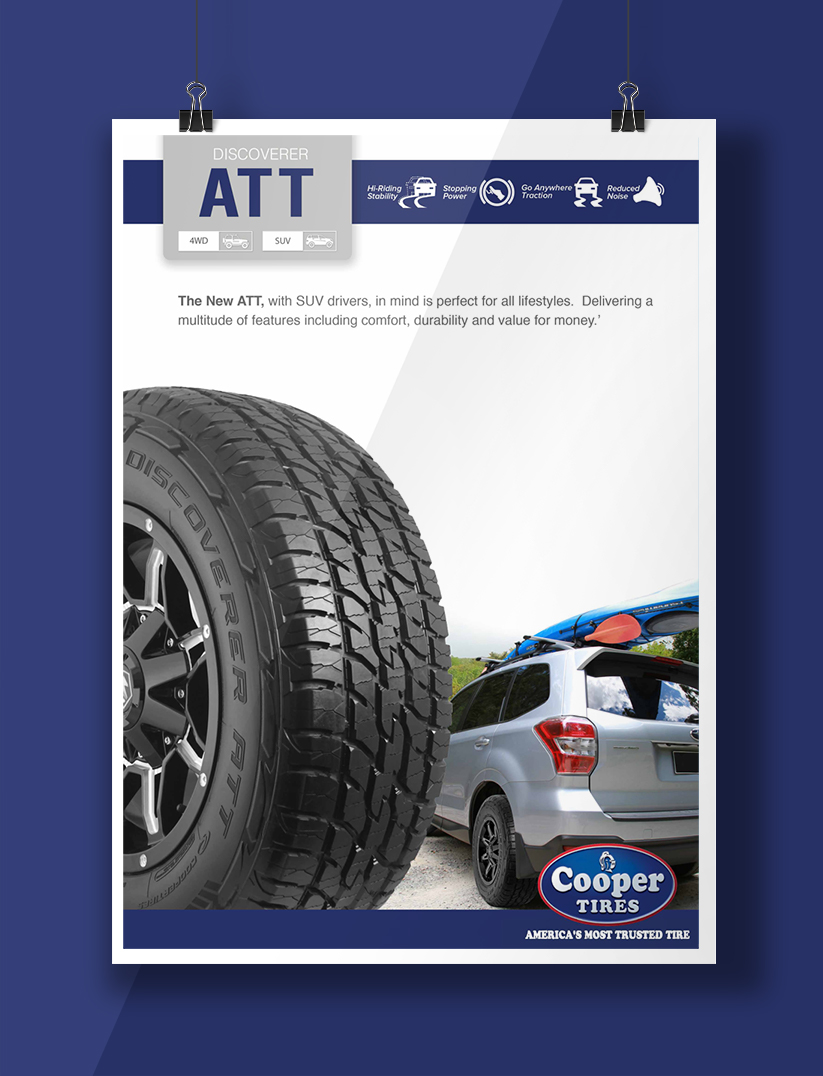 DISCOVERER
ATT
4WD
SUV
Hi-Riding
Stability
Stopping
Power
Go Anywhere
Traction
Reduced
Noise
The New ATT, with SUV drivers, in mind is perfect for all lifestyles.  Delivering a
multitude of features including comfort, durability and value for money.’
DISCOVERER ATT
Cooper
TIRES
AMERICA'S MOST TRUSTED TIRE